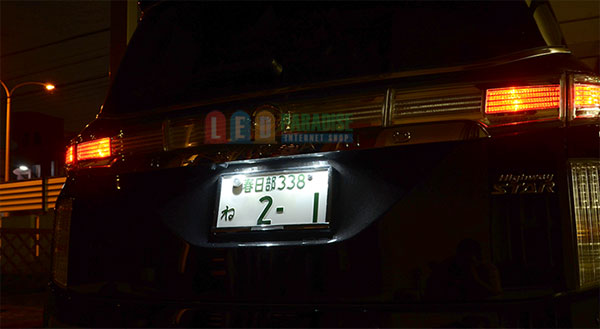 LED PARADISE
INTERNET SHOP
春日部 338
ね 2-1
Highway
STAR